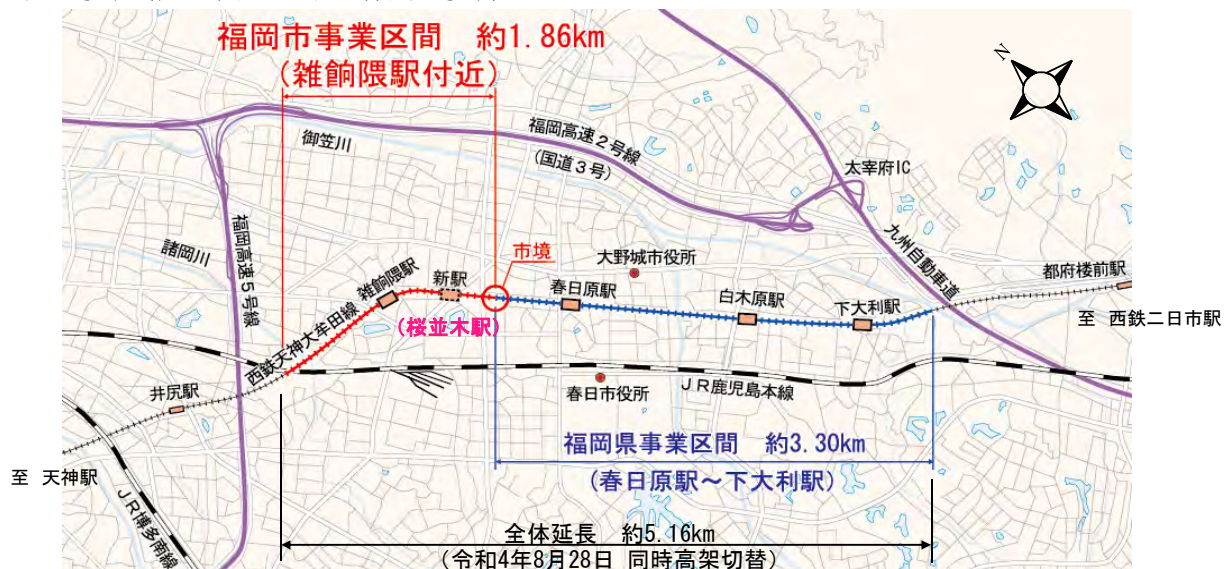 福岡市事業区間 約1.86km
(雑餉隈駅付近)
N
御笠川
福岡高速2号線
(国道3号)
太宰府IC
諸岡川
福岡高速5号線
九州自動車道
市境
大野城市役所
雑餉隈駅
新駅
春日原駅
白木原駅
下大利駅
都府楼前駅
(桜並木駅)
至 西鉄二日市駅
西鉄天神大牟田線
井尻駅
春日市役所
JR鹿児島本線
福岡県事業区間 約3.30km
(春日原駅~下大利駅)
至 天神駅
JR博多南線
全体延長 約5.16km
(令和4年8月28日 同時高架切替)